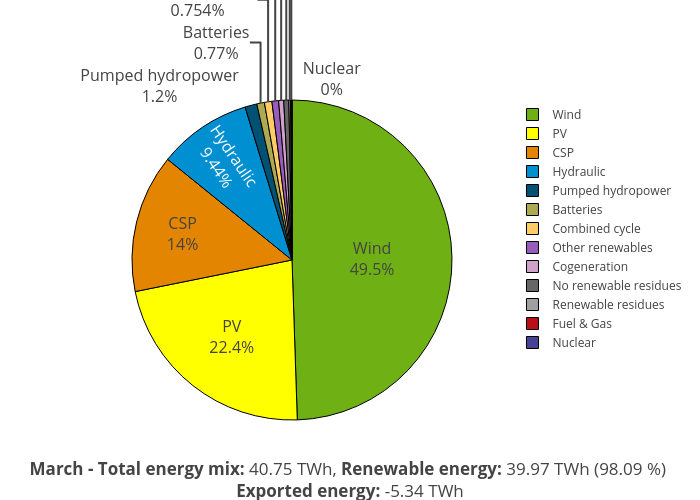 0.754%
Batteries
0.77%
Pumped hydropower
1.2%
Nuclear
0%
Hydraulic
9.44%
CSP
14%
Wind
49.5%
PV
22.4%
Wind
PV
CSP
Hydraulic
Pumped hydropower
Batteries
Combined cycle
Other renewables
Cogeneration
No renewable residues
Renewable residues
Fuel & Gas
Nuclear
March - Total energy mix: 40.75 TWh, Renewable energy: 39.97 TWh (98.09 %)
Exported energy: -5.34 TWh